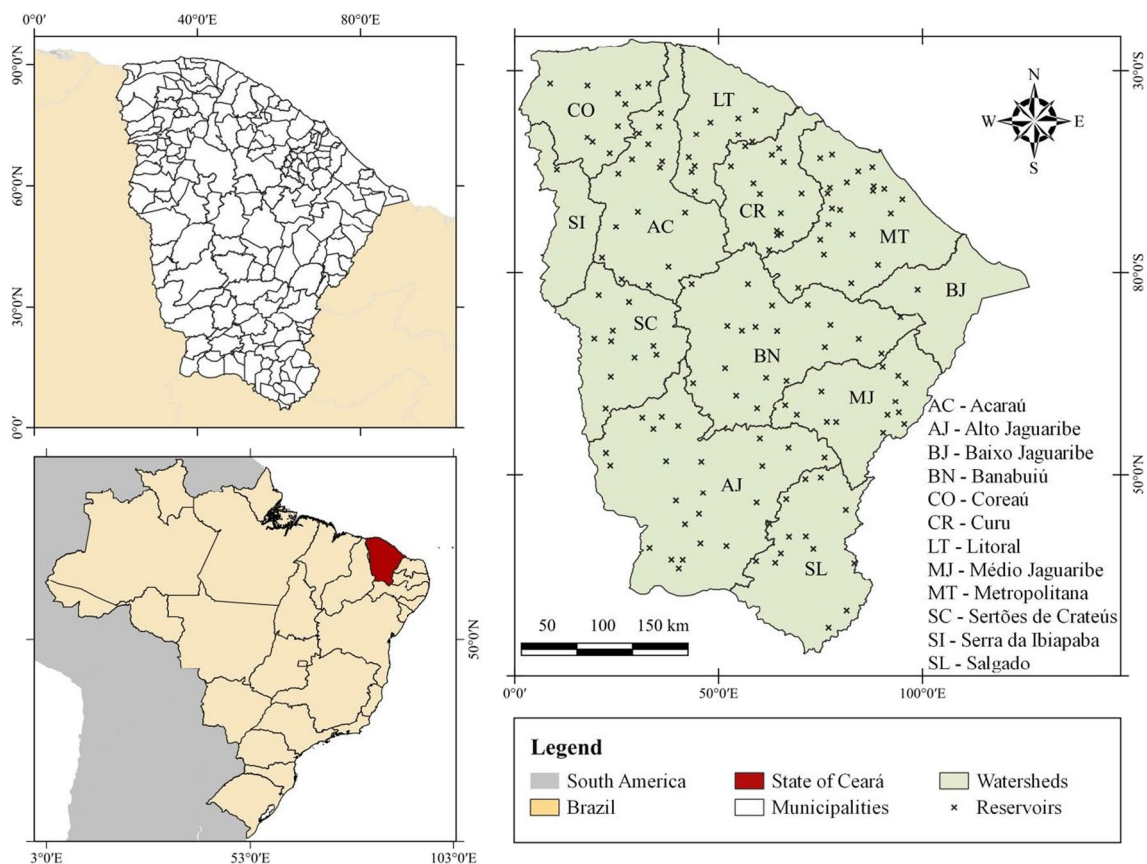 0°0′ 40°0′N 80°0′N
90°0′N
60°0′N
30°0′N
0°0′
3°0′E 53°0′E 103°0′E
50°0′N
CO
LT
SI
AC
CR
MT
BJ
SC
BN
MJ
AJ
SL
N
W E
S
30°0′S
80°0′N
50°0′N
AC - Acaraú
AJ - Alto Jaguaribe
BJ - Baixo Jaguaribe
BN - Banabuiú
CO - Coreaú
CR - Curu
LT - Litoral
MJ - Médio Jaguaribe
MT - Metropolitana
SC - Sertões de Crateús
SI - Serra da Ibiapaba
SL - Salgado
50 100 150 km
0°0′ 50°0′E 100°0′E
Legend
South America State of Ceará Watersheds
Brazil Municipalities Reservoirs